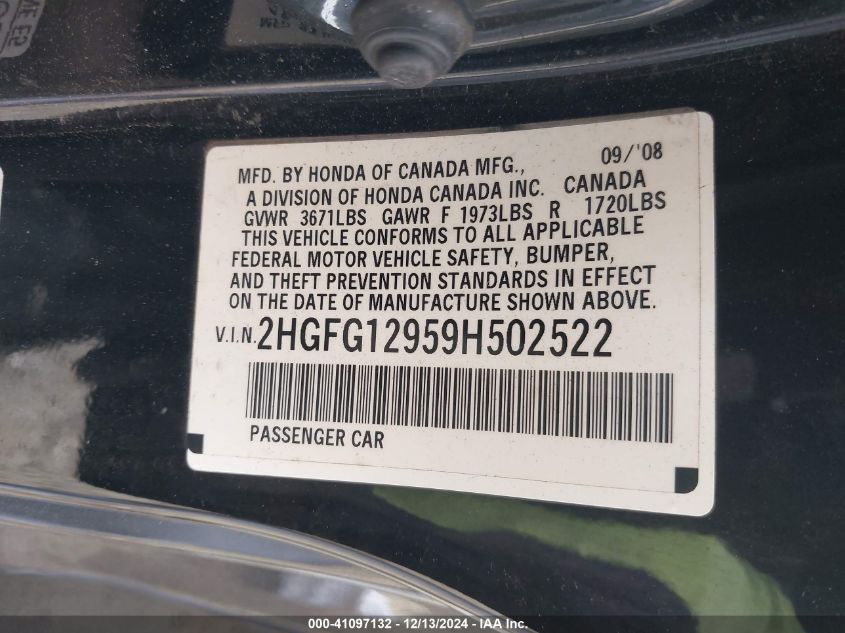 MFD. BY HONDA OF CANADA MFG., 09/'08
A DIVISION OF HONDA CANADA INC. CANADA
GVWR 3671LBS GAWR F 1973LBS R 1720LBS
THIS VEHICLE CONFORMS TO ALL APPLICABLE
FEDERAL MOTOR VEHICLE SAFETY, BUMPER,
AND THEFT PREVENTION STANDARDS IN EFFECT
ON THE DATE OF MANUFACTURE SHOWN ABOVE.
V.I.N. 2HGFG12959H502522
PASSENGER CAR
000-41097132 - 12/13/2024 - IAA Inc.